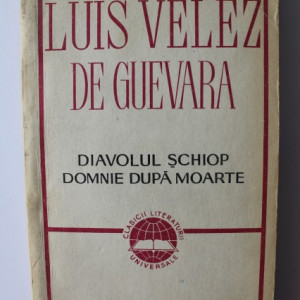 LUIS VELEZ
DE GUEVARA
DIAVOLUL ȘCHIOP
DOMNIE DUPĂ MOARTE
CLASICII LITERATURII
UNIVERSALE